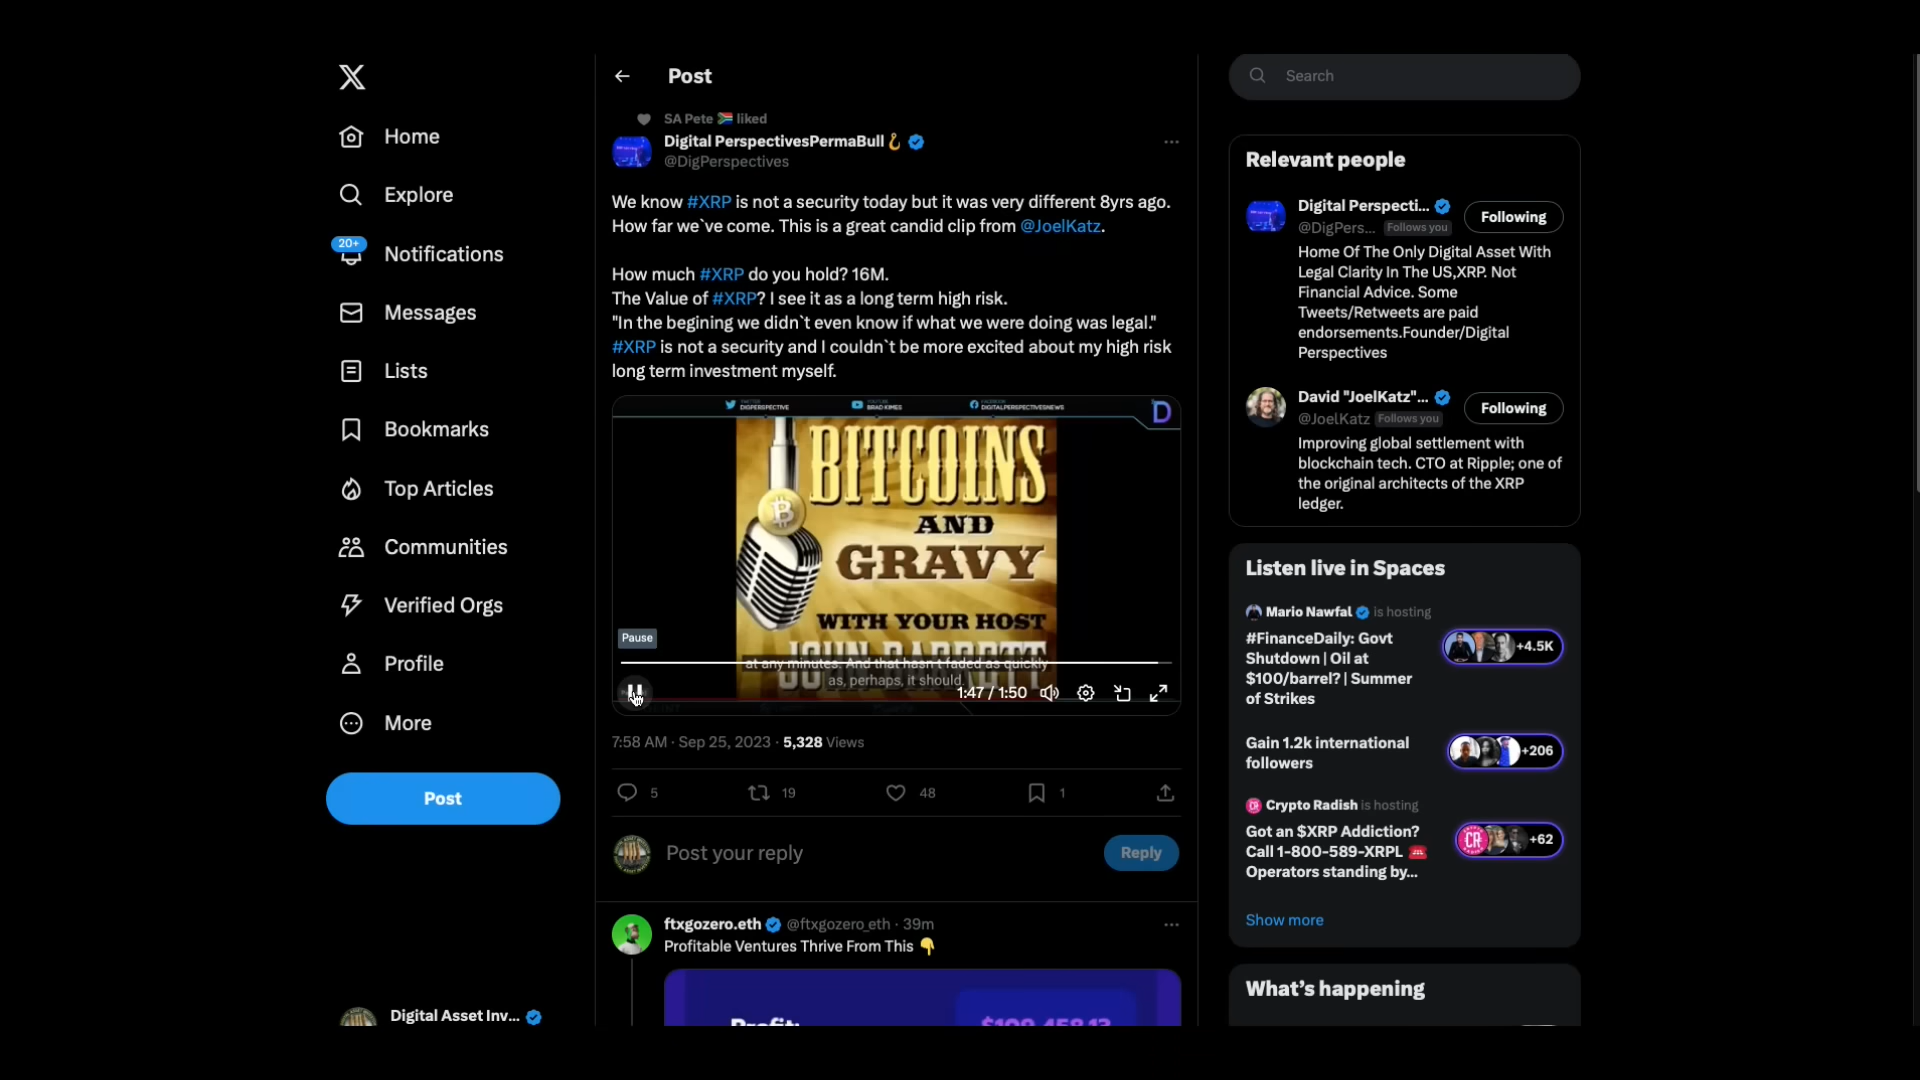 Home
Explore
20+
Notifications
Messages
Lists
Bookmarks
Top Articles
Communities
Verified Orgs
Profile
More
Post
Digital Asset Inv...
Post
SA Pete 🇿🇦 liked
Digital PerspectivesPermaBull🪝
@DigPerspectives
We know #XRP is not a security today but it was very different 8yrs ago.
How far we`ve come. This is a great candid clip from @JoelKatz.
How much #XRP do you hold? 16M.
The Value of #XRP? I see it as a long term high risk.
"In the begining we didn`t even know if what we were doing was legal."
#XRP is not a security and I couldn`t be more excited about my high risk
long term investment myself.
TWITTER
DIGPERSPECTIVE
YOUTUBE
BRAD KIMES
FACEBOOK
DIGITALPERSPECTIVESNEWS
D
BITCOINS
AND
GRAVY
WITH YOUR HOST
JOHN BARRETT
Pause
at any minutes. And that hasn't faded as quickly
as, perhaps, it should.
1:47 / 1:50
7:58 AM · Sep 25, 2023 · 5,328 Views
5
19
48
1
Post your reply
Reply
ftxgozero.eth @ftxgozero_eth · 39m
Profitable Ventures Thrive From This 👇
Profit:
Search
Relevant people
Digital Perspecti...
@DigPers... Follows you
Following
Home Of The Only Digital Asset With
Legal Clarity In The US,XRP. Not
Financial Advice. Some
Tweets/Retweets are paid
endorsements.Founder/Digital
Perspectives
David "JoelKatz"...
@JoelKatz Follows you
Following
Improving global settlement with
blockchain tech. CTO at Ripple; one of
the original architects of the XRP
ledger.
Listen live in Spaces
Mario Nawfal is hosting
#FinanceDaily: Govt
Shutdown | Oil at
$100/barrel? | Summer
of Strikes
+4.5K
Gain 1.2k international
followers
+206
Crypto Radish is hosting
Got an $XRP Addiction?
Call 1-800-589-XRPL ☎️
Operators standing by...
+62
Show more
What's happening